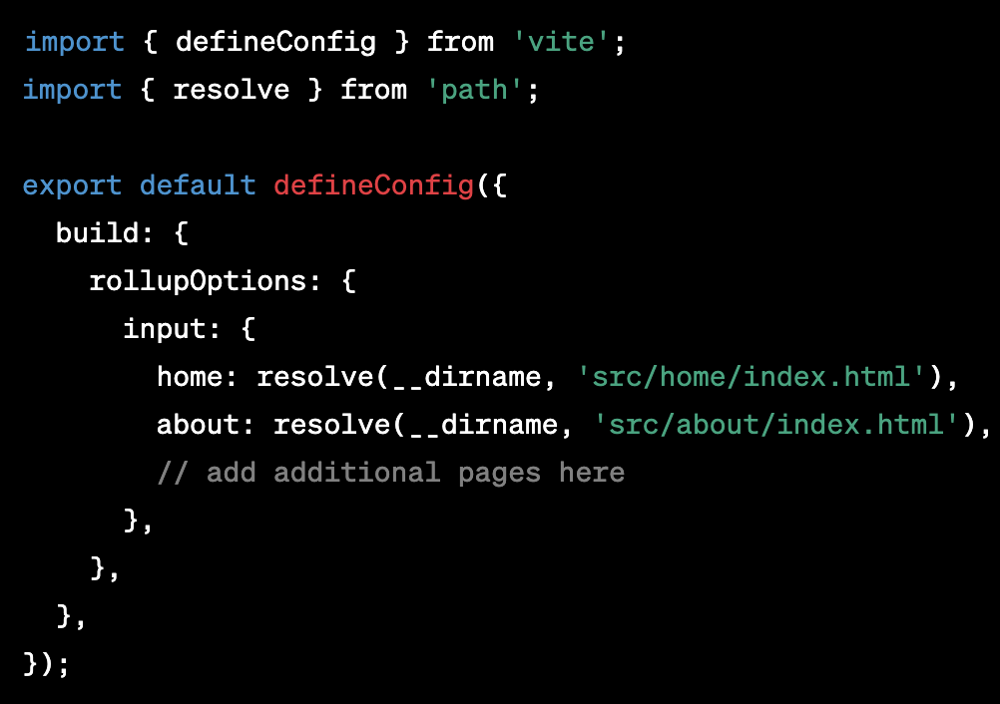 import { defineConfig } from 'vite';
import { resolve } from 'path';

export default defineConfig({
  build: {
    rollupOptions: {
      input: {
        home: resolve(__dirname, 'src/home/index.html'),
        about: resolve(__dirname, 'src/about/index.html'),
        // add additional pages here
      },
    },
  },
});